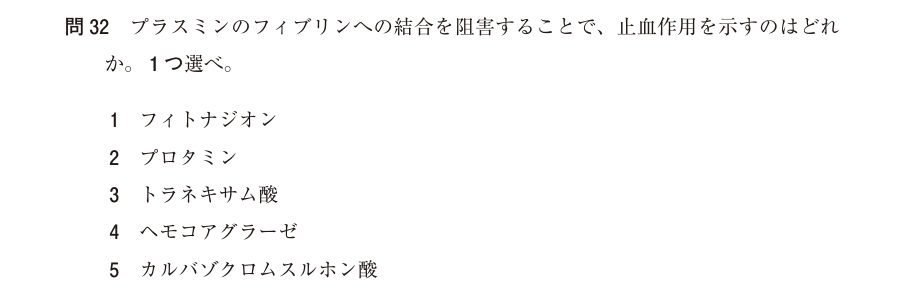 問 32　プラスミンのフィブリンへの結合を阻害することで、止血作用を示すのはどれ
か。1つ選べ。
1　フィトナジオン
2　プロタミン
3　トラネキサム酸
4　ヘモコアグラーゼ
5　カルバゾクロムスルホン酸